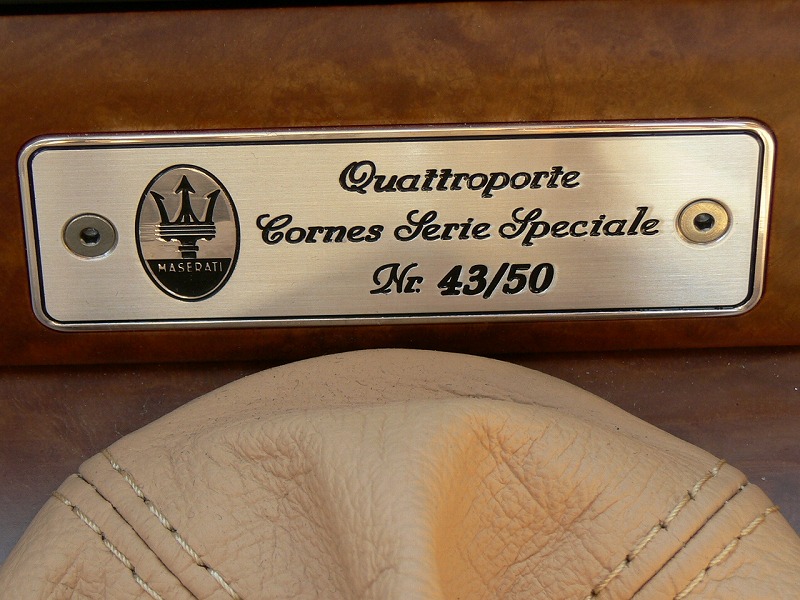 MASERATI
Quattroporte
Cornes Serie Speciale
Nr. 43/50